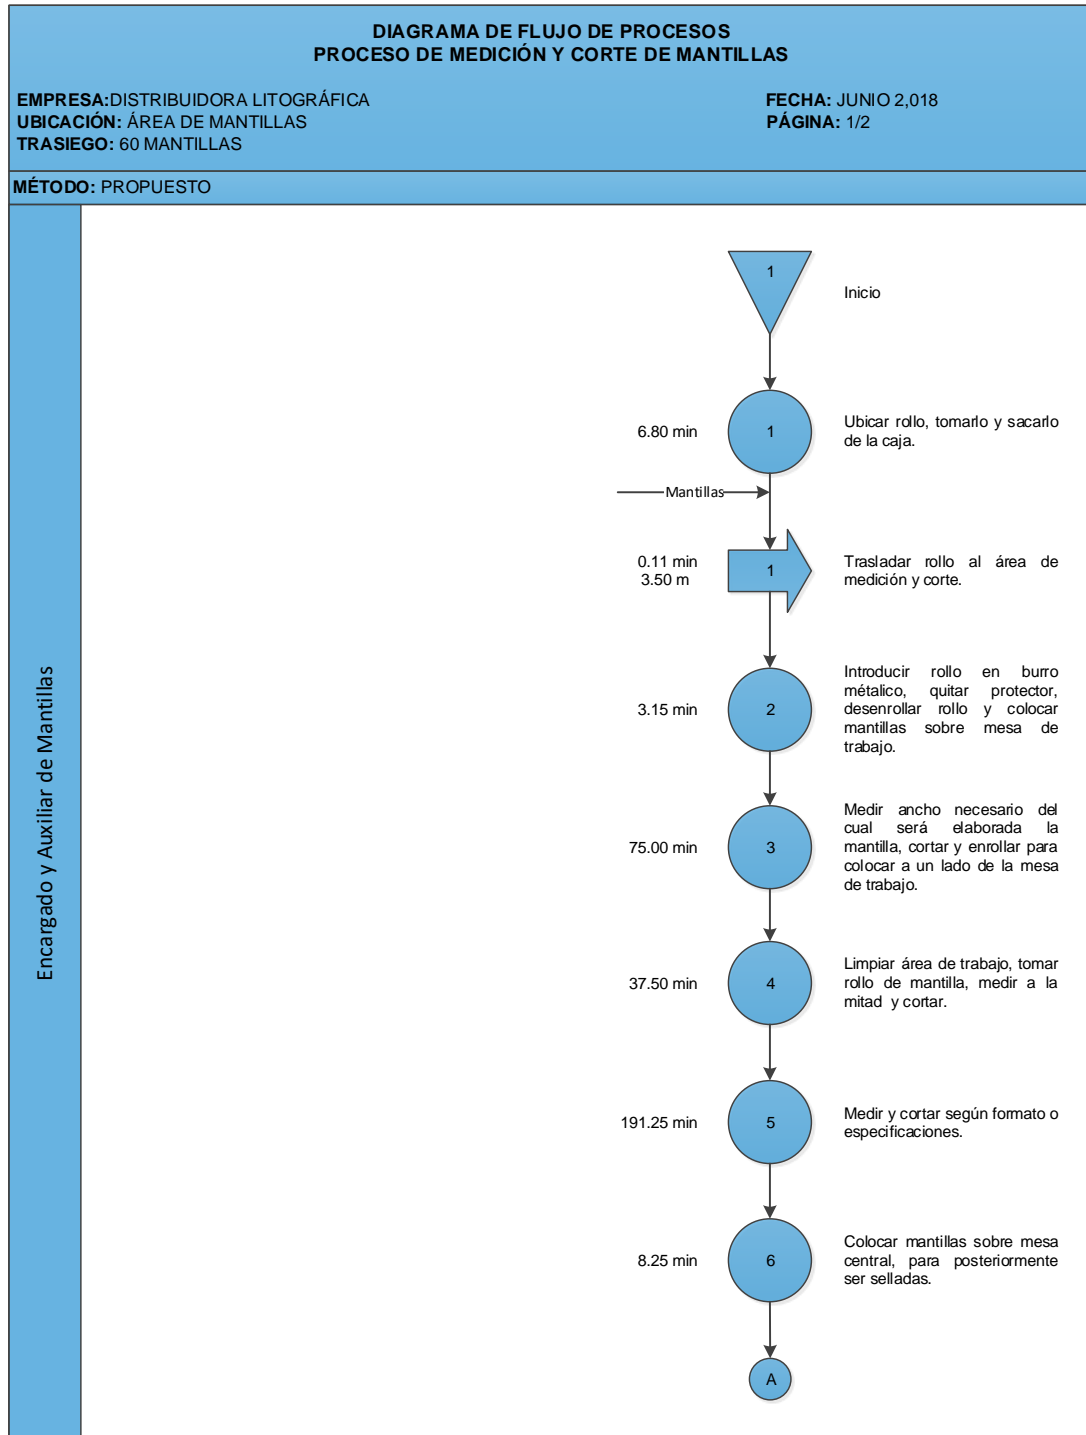 DIAGRAMA DE FLUJO DE PROCESOS
PROCESO DE MEDICIÓN Y CORTE DE MANTILLAS
EMPRESA:DISTRIBUIDORA LITOGRÁFICA
UBICACIÓN: ÁREA DE MANTILLAS
TRASIEGO: 60 MANTILLAS
FECHA: JUNIO 2,018
PÁGINA: 1/2
MÉTODO: PROPUESTO
Encargado y Auxiliar de Mantillas
1
Inicio
6.80 min
1
Ubicar rollo, tomarlo y sacarlo
de la caja.
Mantillas
0.11 min
3.50 m
1
Trasladar rollo al área de
medición y corte.
3.15 min
2
Introducir rollo en burro
métalico, quitar protector,
desenrollar rollo y colocar
mantillas sobre mesa de
trabajo.
75.00 min
3
Medir ancho necesario del
cual será elaborada la
mantilla, cortar y enrollar para
colocar a un lado de la mesa
de trabajo.
37.50 min
4
Limpiar área de trabajo, tomar
rollo de mantilla, medir a la
mitad y cortar.
191.25 min
5
Medir y cortar según formato o
especificaciones.
8.25 min
6
Colocar mantillas sobre mesa
central, para posteriormente
ser selladas.
A